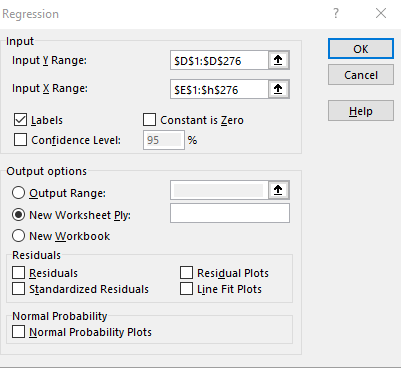 Regression ? ×
Input
Input Y Range: $D$1:$D$276
Input X Range: $E$1:$h$276
Labels Constant is Zero
Confidence Level: 95 %
OK
Cancel
Help
Output options
Output Range:
New Worksheet Ply:
New Workbook
Residuals
Residuals Residual Plots
Standardized Residuals Line Fit Plots
Normal Probability
Normal Probability Plots